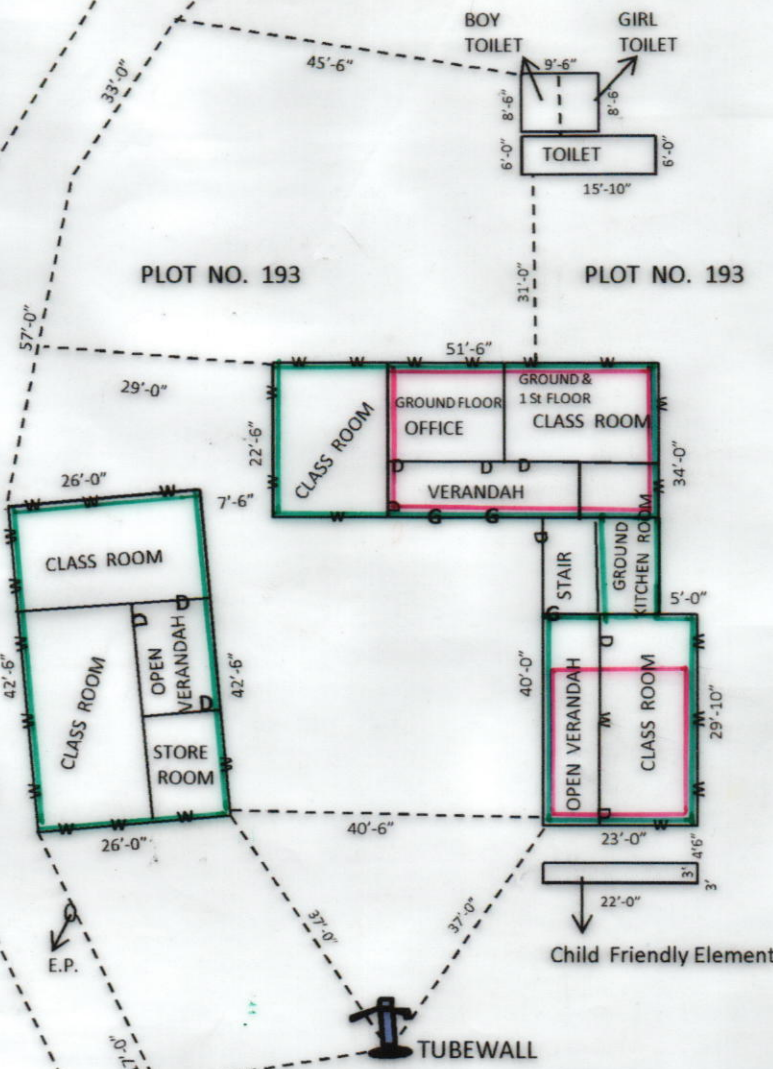 BOY
TOILET
GIRL
TOILET
9'-6"
45'-6"
33'-0"
8'-6"
8'-6"
6'-0"
TOILET
6'-0"
15'-10"
PLOT NO. 193
PLOT NO. 193
31'-0"
57'-0"
29'-0"
51'-6"
W
W
W
W
W
W
W
W
W
W
W
22'-6"
CLASS ROOM
GROUND FLOOR
OFFICE
GROUND &
1St FLOOR
CLASS ROOM
34'-0"
D
D
D
VERANDAH
D
G
G
26'-0"
7'-6"
W
W
W
W
W
W
W
W
W
W
W
W
CLASS ROOM
D
D
42'-6"
CLASS ROOM
OPEN
VERANDAH
42'-6"
D
STORE
ROOM
26'-0"
D
STAIR
GROUND
KITCHEN ROOM
5'-0"
G
D
40'-0"
OPEN VERANDAH
W
CLASS ROOM
W
W
W
29'-10"
D
W
23'-0"
4'6"
3'
3'
22'-0"
Child Friendly Element
40'-6"
37'-0"
37'-0"
E.P.
TUBEWALL